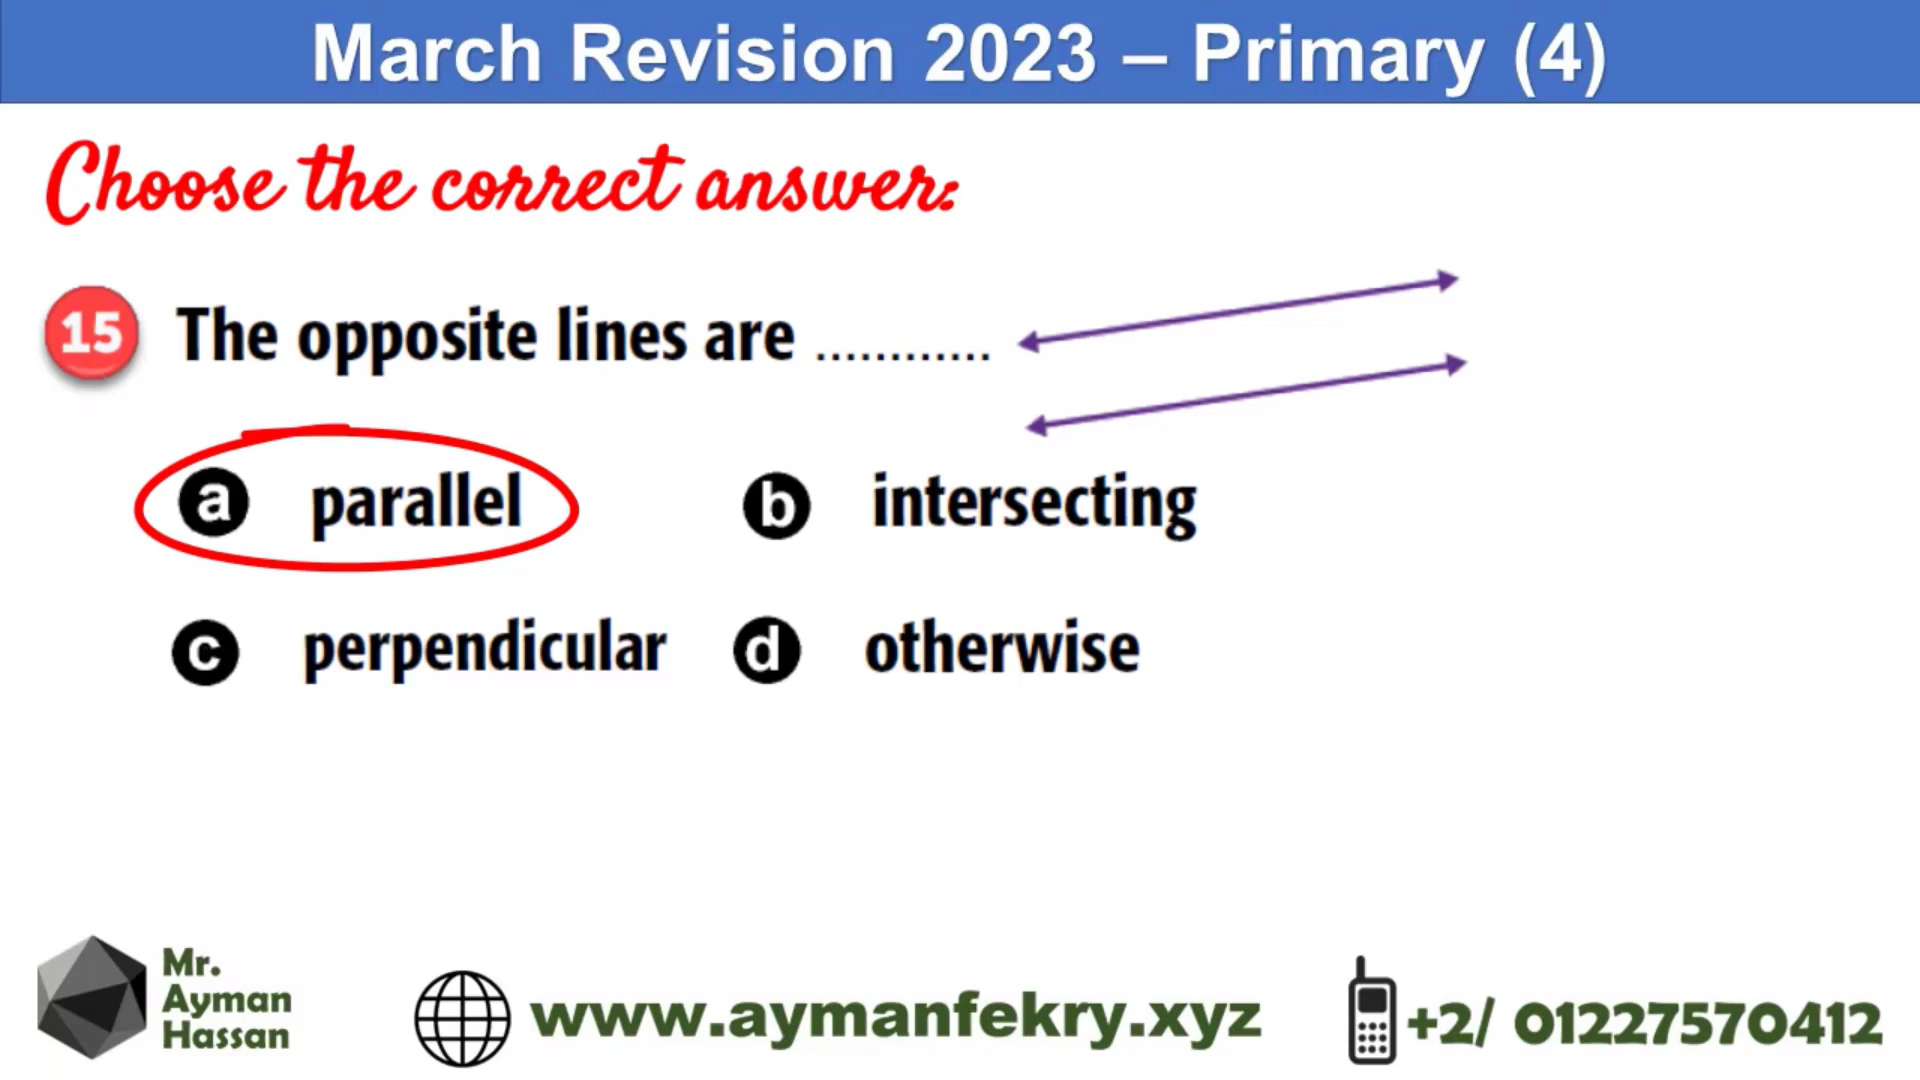 March Revision 2023 – Primary (4)
Choose the correct answer:
15 The opposite lines are ............
a parallel b intersecting
c perpendicular d otherwise
Mr.
Ayman
Hassan
www.aymanfekry.xyz
+2/ 01227570412